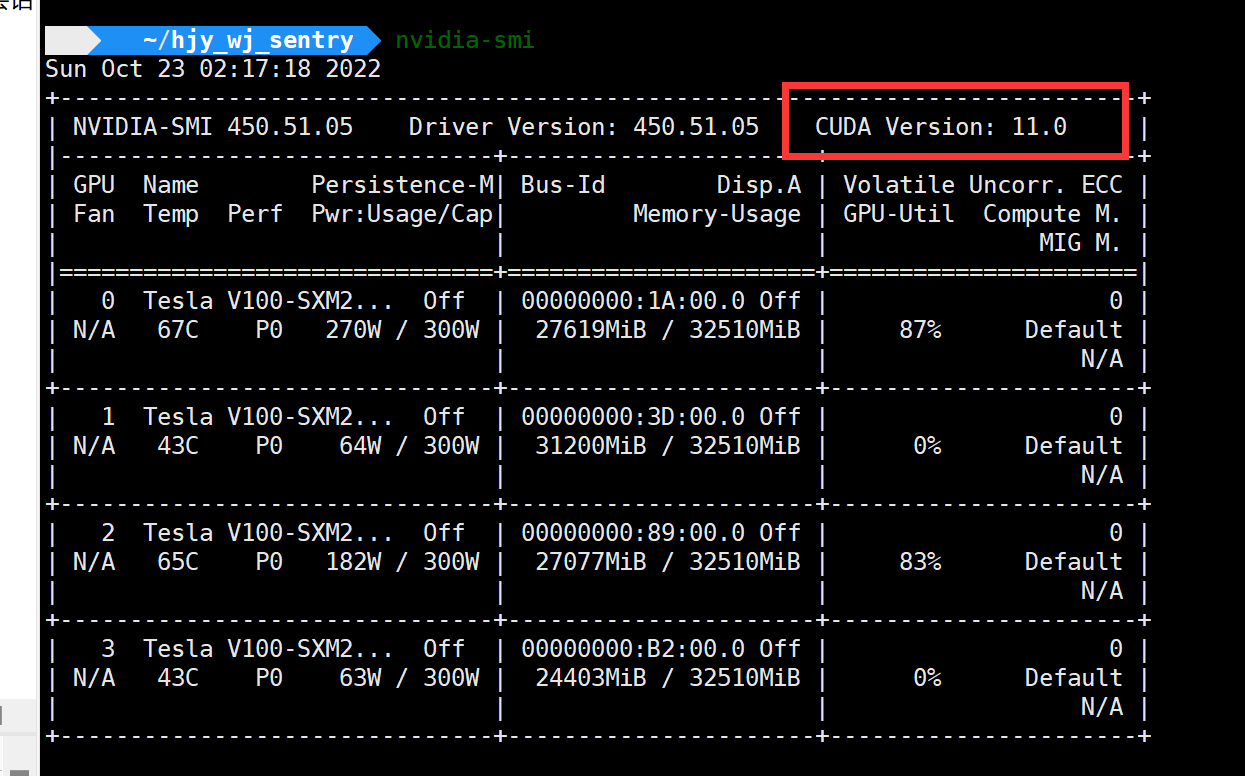 ~/hjy_wj_sentry nvidia-smi
Sun Oct 23 02:17:18 2022
+-----------------------------------------------------------------------------+
| NVIDIA-SMI 450.51.05    Driver Version: 450.51.05    CUDA Version: 11.0     |
|-------------------------------+----------------------+----------------------+
| GPU  Name        Persistence-M| Bus-Id        Disp.A | Volatile Uncorr. ECC |
| Fan  Temp  Perf  Pwr:Usage/Cap|         Memory-Usage | GPU-Util  Compute M. |
|                               |                      |               MIG M. |
|===============================+======================+======================|
|   0  Tesla V100-SXM2...  Off  | 00000000:1A:00.0 Off |                    0 |
| N/A   67C    P0   270W / 300W |  27619MiB / 32510MiB |     87%      Default |
|                               |                      |                  N/A |
+-------------------------------+----------------------+----------------------+
|   1  Tesla V100-SXM2...  Off  | 00000000:3D:00.0 Off |                    0 |
| N/A   43C    P0    64W / 300W |  31200MiB / 32510MiB |      0%      Default |
|                               |                      |                  N/A |
+-------------------------------+----------------------+----------------------+
|   2  Tesla V100-SXM2...  Off  | 00000000:89:00.0 Off |                    0 |
| N/A   65C    P0   182W / 300W |  27077MiB / 32510MiB |     83%      Default |
|                               |                      |                  N/A |
+-------------------------------+----------------------+----------------------+
|   3  Tesla V100-SXM2...  Off  | 00000000:B2:00.0 Off |                    0 |
| N/A   43C    P0    63W / 300W |  24403MiB / 32510MiB |      0%      Default |
|                               |                      |                  N/A |
+-------------------------------+----------------------+----------------------+